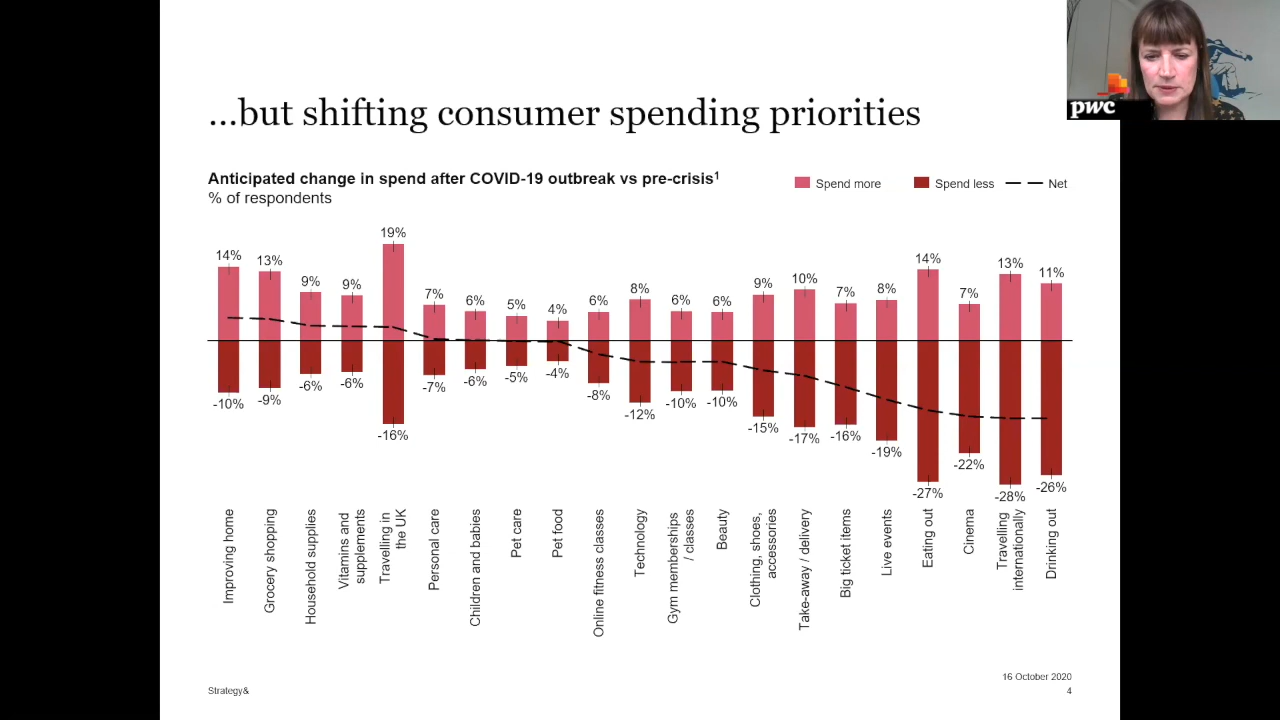 pwc
...but shifting consumer spending priorities
Anticipated change in spend after COVID-19 outbreak vs pre-crisis¹
% of respondents
Spend more
Spend less
Net
14%
13%
9%
9%
19%
7%
6%
5%
4%
6%
8%
6%
6%
9%
10%
7%
8%
14%
7%
13%
11%
-10%
-9%
-6%
-6%
-16%
-7%
-6%
-5%
-4%
-8%
-12%
-10%
-10%
-15%
-17%
-16%
-19%
-27%
-22%
-28%
-26%
Improving home
Grocery shopping
Household supplies
Vitamins and
supplements
Travelling in
the UK
Personal care
Children and babies
Pet care
Pet food
Online fitness classes
Technology
Gym memberships
/ classes
Beauty
Clothing, shoes,
accessories
Take-away / delivery
Big ticket items
Live events
Eating out
Cinema
Travelling
internationally
Drinking out
16 October 2020
Strategy&
4